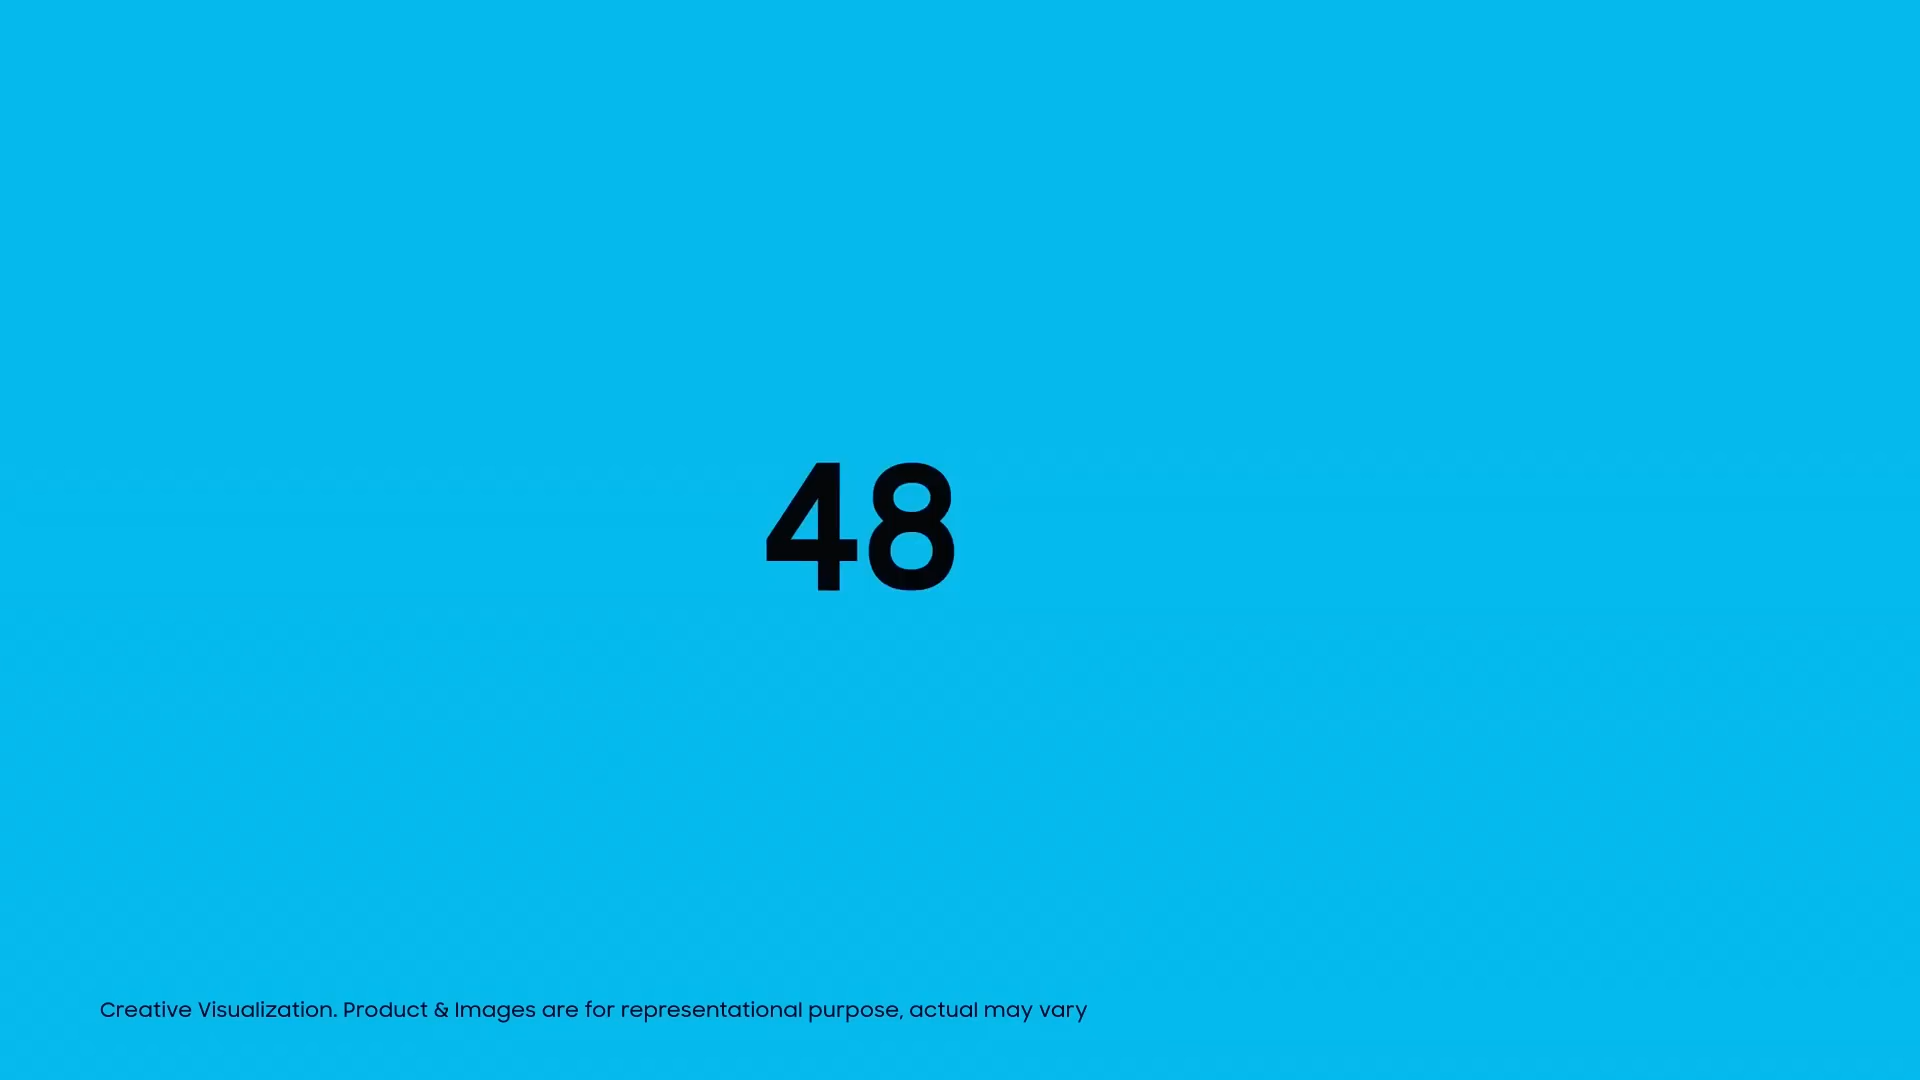 48
Creative Visualization. Product & Images are for representational purpose, actual may vary